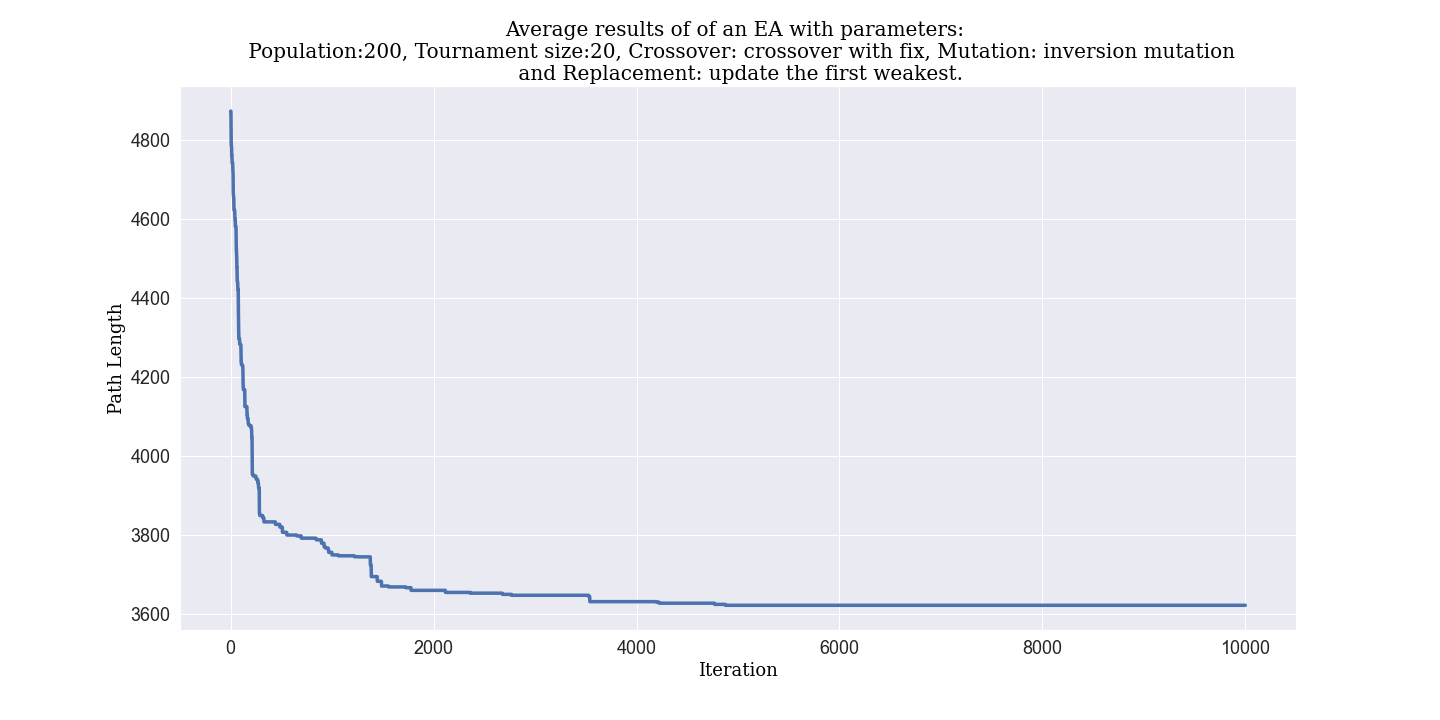 Average results of of an EA with parameters:
Population:200, Tournament size:20, Crossover: crossover with fix, Mutation: inversion mutation
and Replacement: update the first weakest.
4800
4600
4400
4200
4000
3800
3600
Path Length
0 2000 4000 6000 8000 10000
Iteration